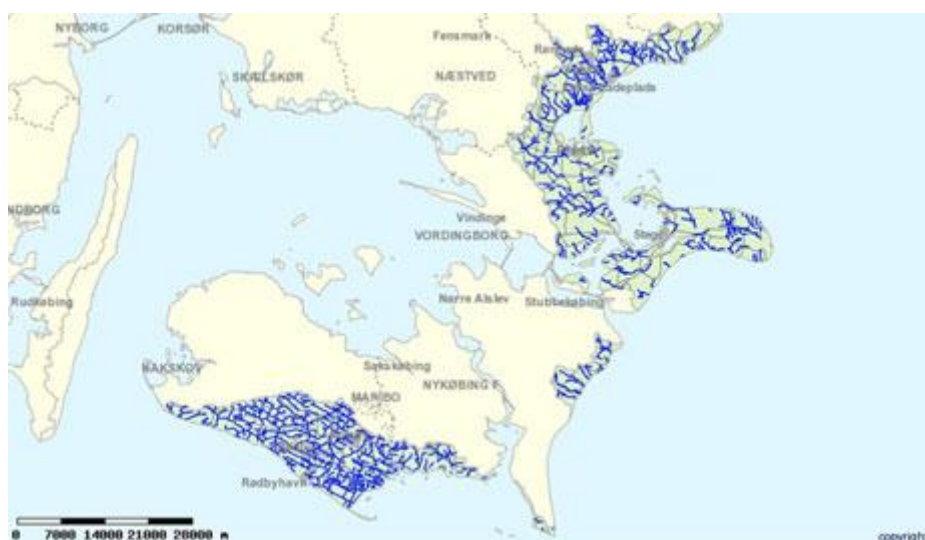 NYBORG
KORSØR
Fensmark
SKÆLSKØR
NÆSTVED
NDBORG
Vindinge
VORDINGBORG
Stege
Rudkøbing
Nørre Alslev
Stubbekøbing
NAKSKOV
Sakskøbing
NYKØBING F
MARIBO
Rødbyhavn
0 7000 14000 21000 28000 m
copyright